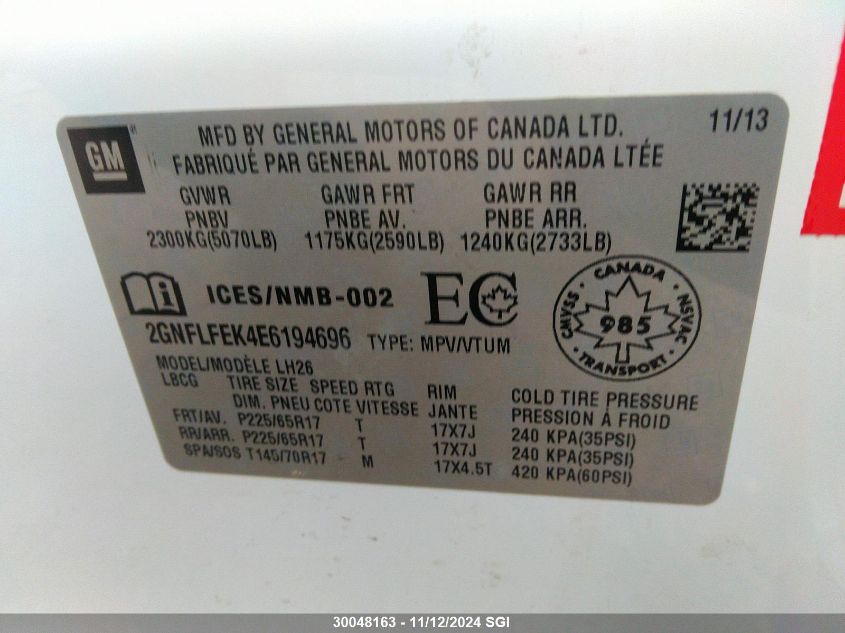 GM
MFD BY GENERAL MOTORS OF CANADA LTD. 11/13
FABRIQUÉ PAR GENERAL MOTORS DU CANADA LTÉE
GVWR GAWR FRT GAWR RR
PNBV PNBE AV. PNBE ARR.
2300KG(5070LB) 1175KG(2590LB) 1240KG(2733LB)
ICES/NMB-002 EC
CANADA
CMVSS NSVAC
985
TRANSPORT
2GNFLFEK4E6194696 TYPE: MPV/VTUM
MODEL/MODÈLE LH26
LBCG TIRE SIZE SPEED RTG RIM COLD TIRE PRESSURE
DIM. PNEU COTE VITESSE JANTE PRESSION À FROID
FRT/AV. P225/65R17 T 17X7J 240 KPA(35PSI)
RR/ARR. P225/65R17 T 17X7J 240 KPA(35PSI)
SPA/SOS T145/70R17 M 17X4.5T 420 KPA(60PSI)
30048163 - 11/12/2024 SGI